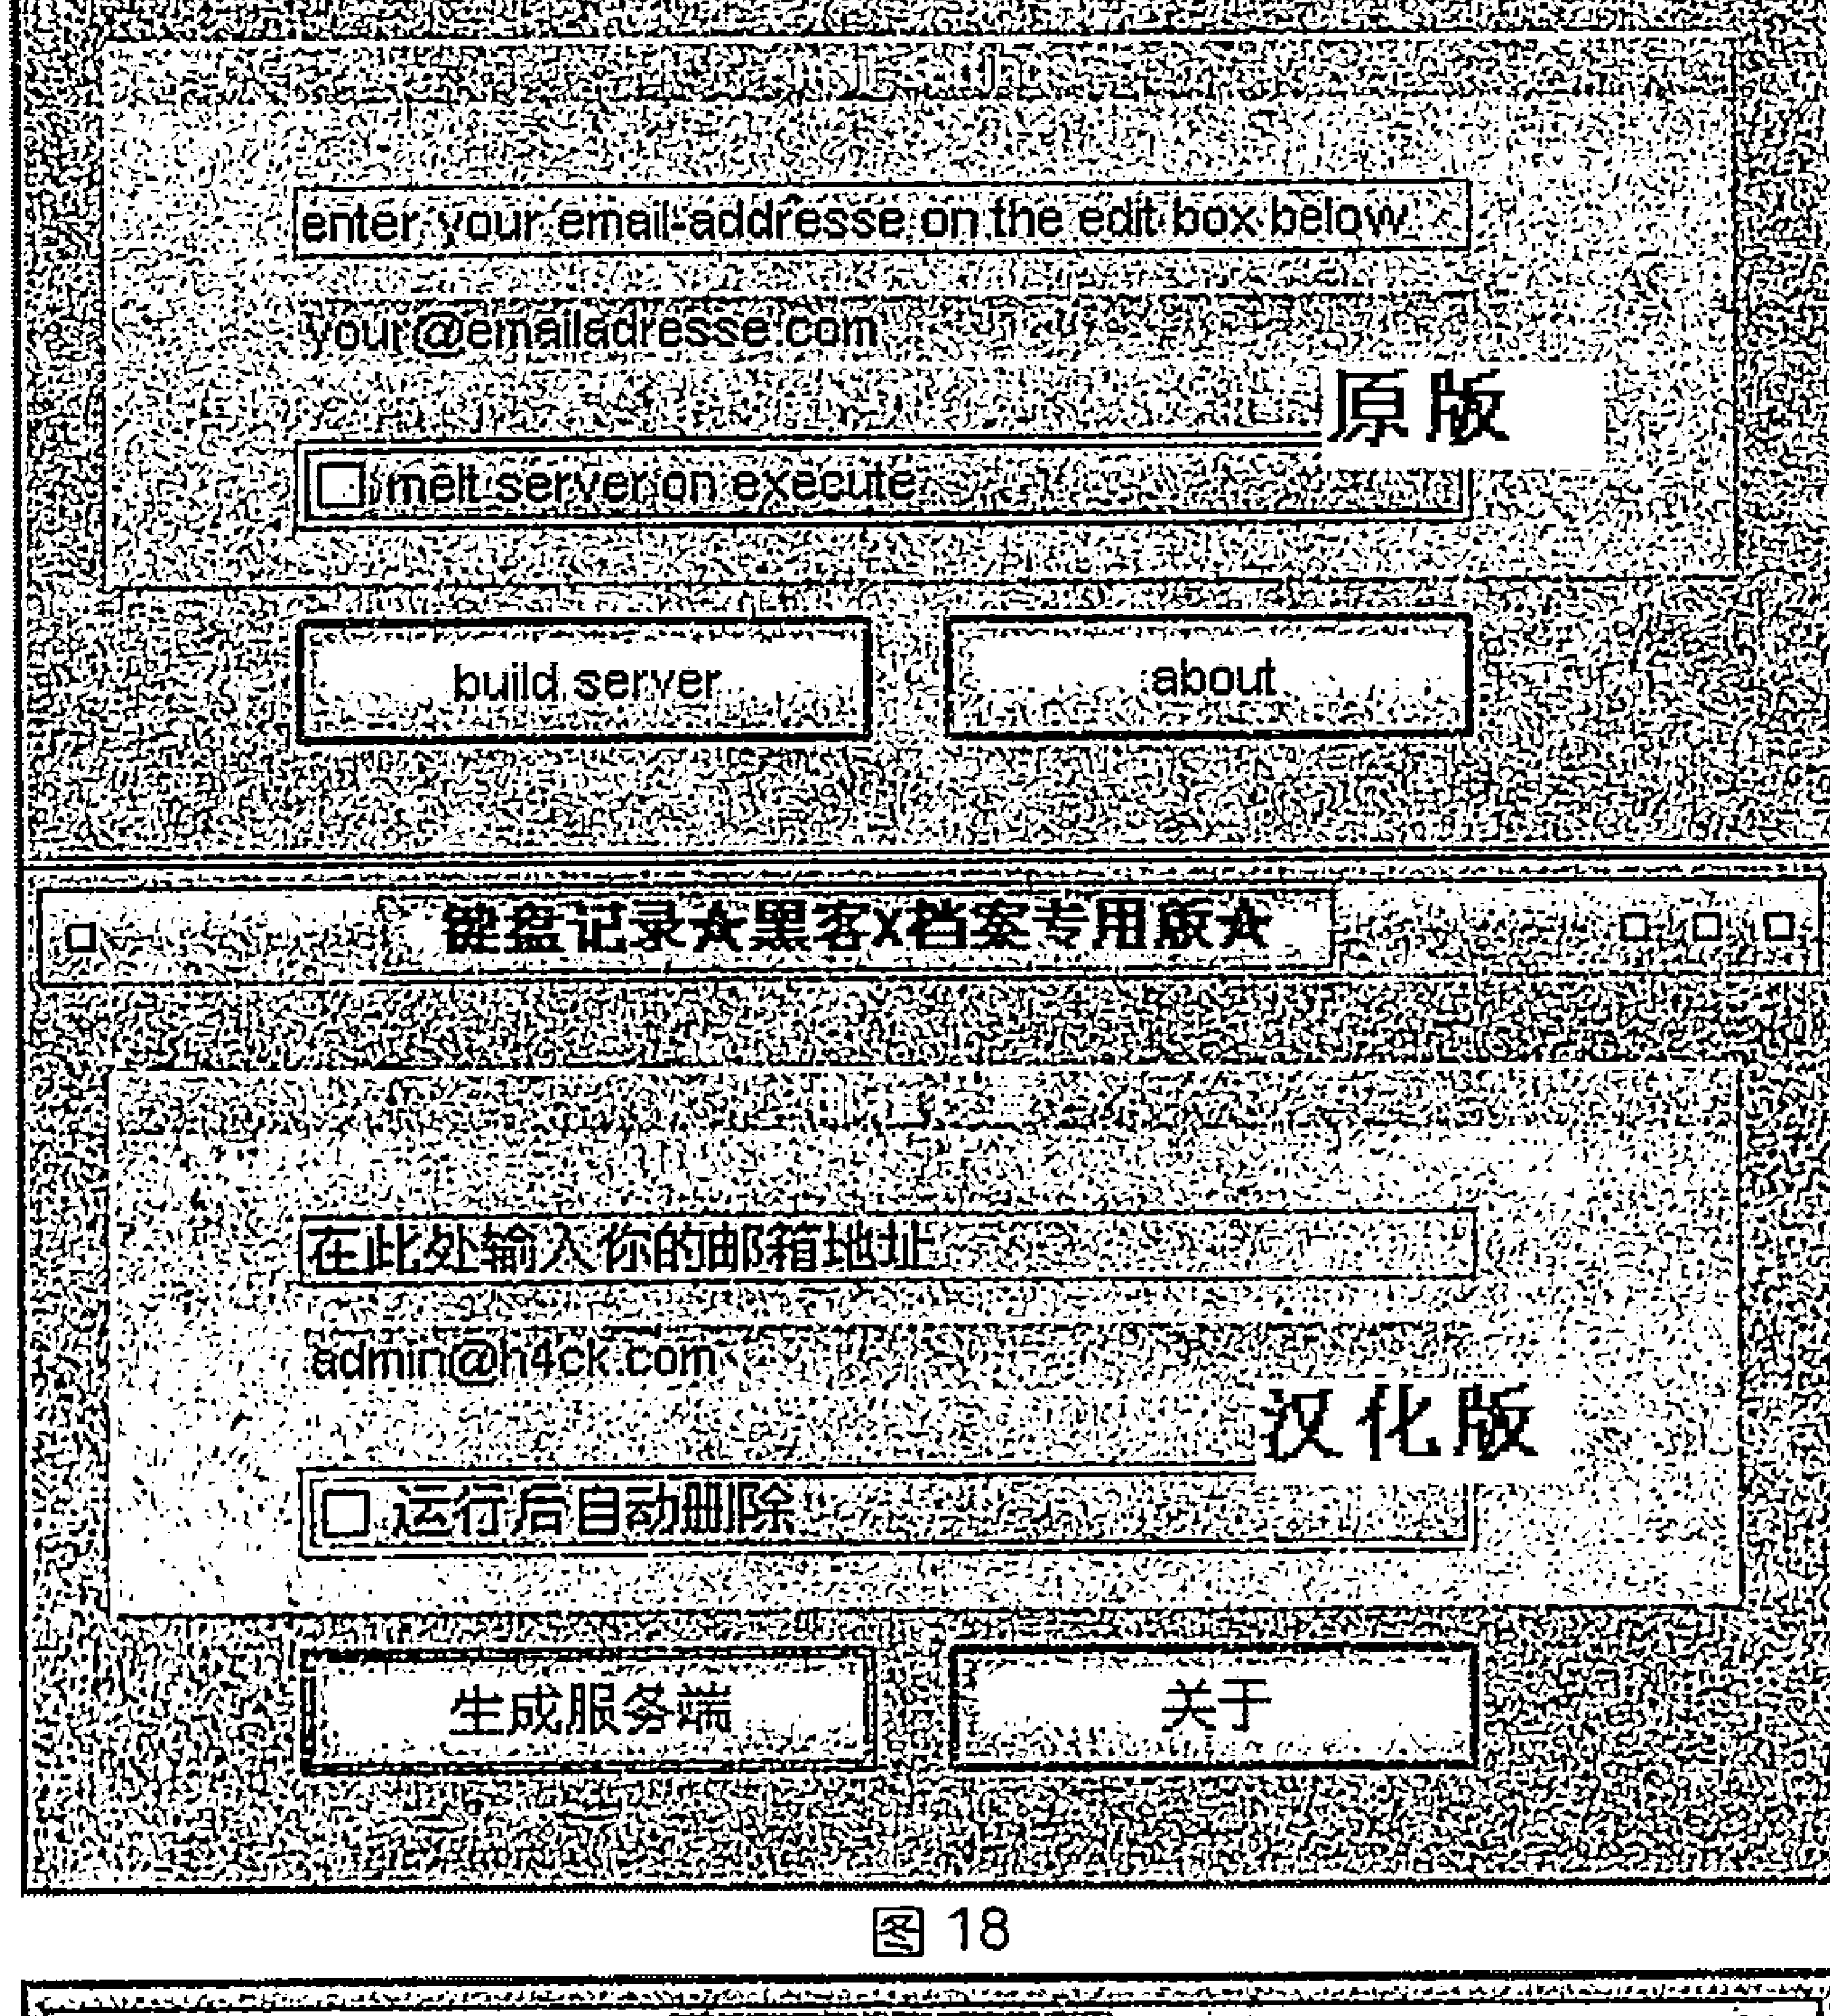 enter your email-addresse on the edit box below
your@emailadresse.com
原版
melt server on execute
build server
about
键盘记录☆黑客X档案专用版☆
在此处输入你的邮箱地址
admin@h4ck.com
汉化版
运行后自动删除
生成服务端
关于
图 18